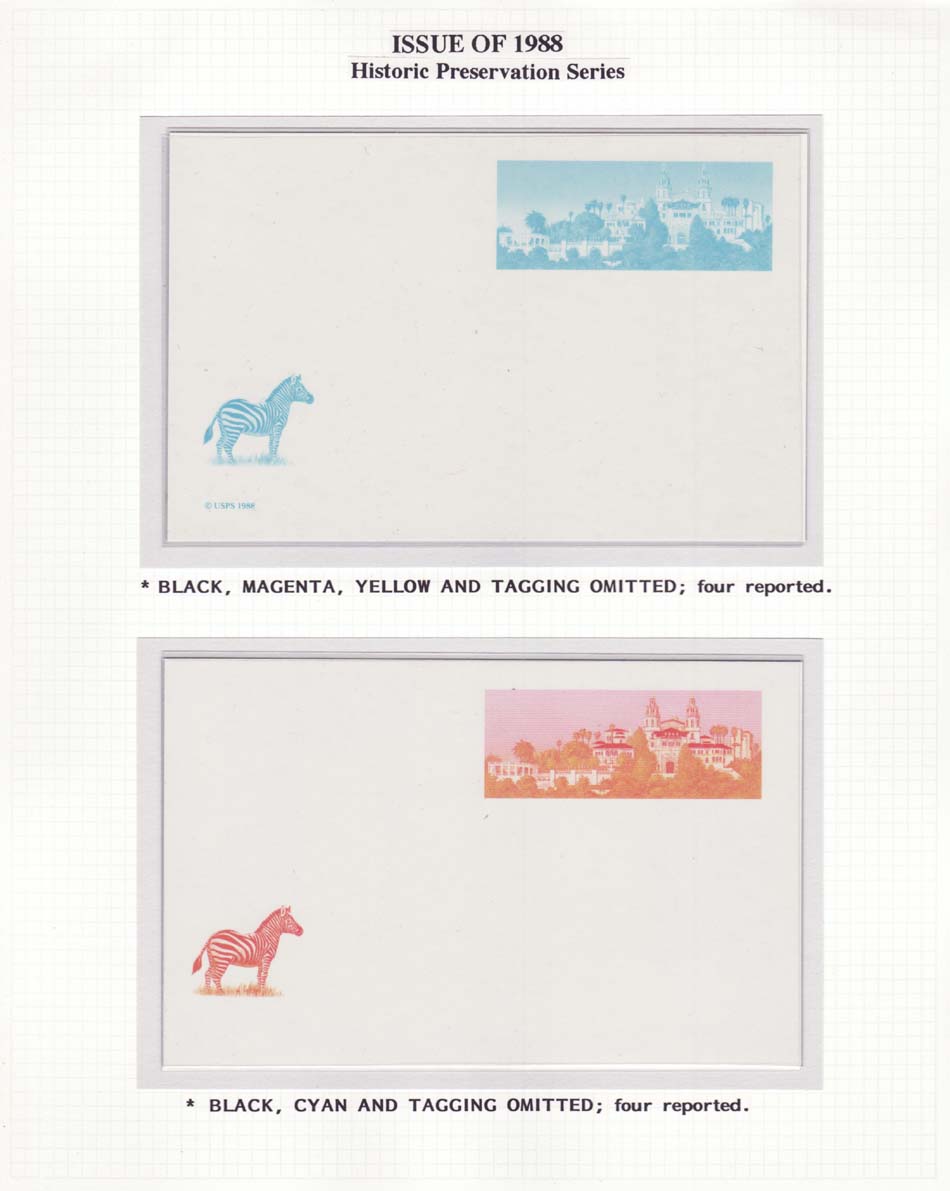 ISSUE OF 1988
Historic Preservation Series
© USPS 1988
* BLACK, MAGENTA, YELLOW AND TAGGING OMITTED; four reported.
* BLACK, CYAN AND TAGGING OMITTED; four reported.